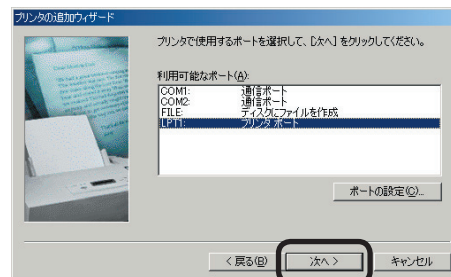 プリンタの追加ウィザード
プリンタで使用するポートを選択して、[次へ] をクリックしてください。
利用可能なポート(A):
COM1: 通信ポート
COM2: 通信ポート
FILE: ディスクにファイルを作成
LPT1: プリンタ ポート
ポートの設定(C)...
< 戻る(B)
次へ >
キャンセル